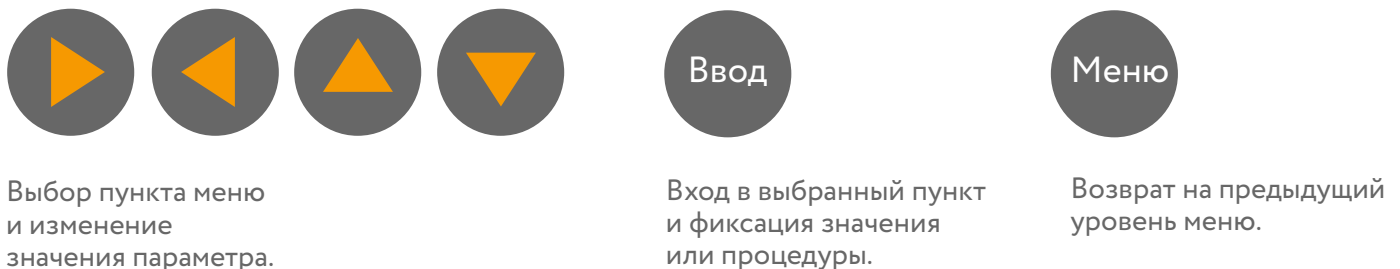 Ввод
Меню
Выбор пункта меню
и изменение
значения параметра.
Вход в выбранный пункт
и фиксация значения
или процедуры.
Возврат на предыдущий
уровень меню.